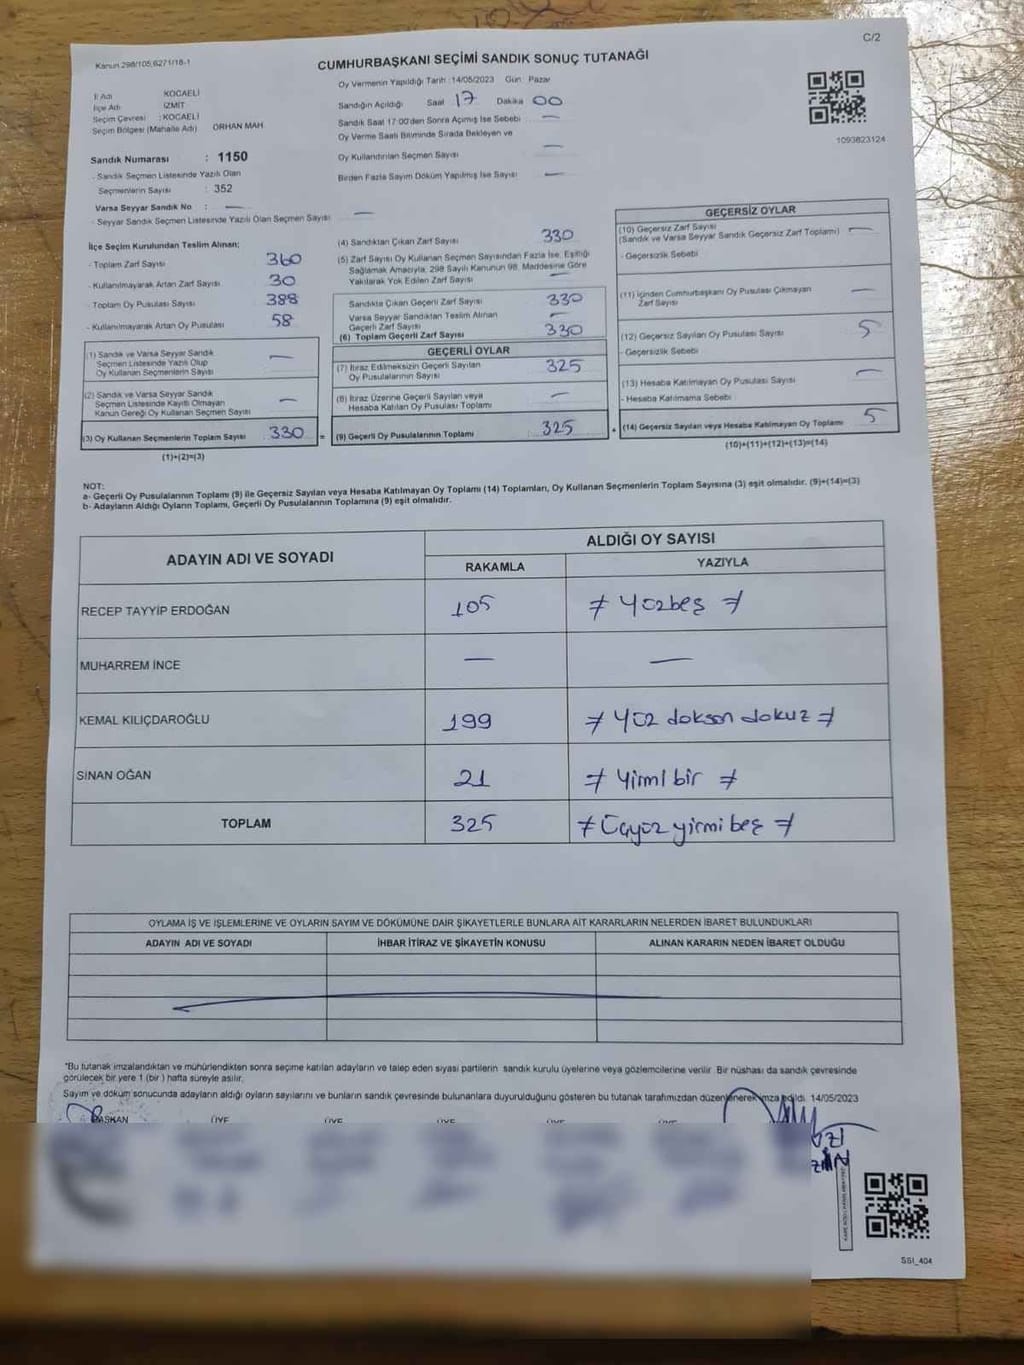 C/2
Kanun 298/105,6271/18-1
CUMHURBAŞKANI SEÇİMİ SANDIK SONUÇ TUTANAĞI
Oy Vermenin Yapıldığı Tarih : 14/05/2023 Gün : Pazar
İl Adı KOCAELİ
İlçe Adı İZMİT
Seçim Çevresi : KOCAELİ
Seçim Bölgesi (Mahalle Adı) ORHAN MAH
Sandık Numarası : 1150
- Sandık Seçmen Listesinde Yazılı Olan
Seçmenlerin Sayısı : 352
Varsa Seyyar Sandık No : —
- Seyyar Sandık Seçmen Listesinde Yazılı Olan Seçmen Sayısı —
Sandığın Açıldığı Saat 17 Dakika 00
Sandık Saat 17:00'den Sonra Açılmış İse Sebebi —
Oy Verme Saati Bitiminde Sırada Bekleyen ve
Oy Kullandırılan Seçmen Sayısı —
Birden Fazla Sayım Döküm Yapılmış İse Sayısı —
1093823124
İlçe Seçim Kurulundan Teslim Alınan;
- Toplam Zarf Sayısı 360
- Kullanılmayarak Artan Zarf Sayısı 30
- Toplam Oy Pusulası Sayısı 388
- Kullanılmayarak Artan Oy Pusulası 58
(1) Sandık ve Varsa Seyyar Sandık
Seçmen Listesinde Yazılı Olup
Oy Kullanan Seçmenlerin Sayısı —
(2) Sandık ve Varsa Seyyar Sandık
Seçmen Listesinde Kayıtlı Olmayan
Kanun Gereği Oy Kullanan Seçmen Sayısı —
(3) Oy Kullanan Seçmenlerin Toplam Sayısı 330 =
(1)+(2)=(3)
(4) Sandıktan Çıkan Zarf Sayısı 330
(5) Zarf Sayısı Oy Kullanan Seçmen Sayısından Fazla İse, Eşitliği
Sağlamak Amacıyla, 298 Sayılı Kanunun 98. Maddesine Göre
Yakılarak Yok Edilen Zarf Sayısı —
Sandıkta Çıkan Geçerli Zarf Sayısı 330
Varsa Seyyar Sandıktan Teslim Alınan
Geçerli Zarf Sayısı —
(6) Toplam Geçerli Zarf Sayısı 330
GEÇERLİ OYLAR
(7) İtiraz Edilmeksizin Geçerli Sayılan
Oy Pusulalarının Sayısı 325
(8) İtiraz Üzerine Geçerli Sayılan veya
Hesaba Katılan Oy Pusulası Toplamı —
(9) Geçerli Oy Pusulalarının Toplamı 325 +
GEÇERSİZ OYLAR
(10) Geçersiz Zarf Sayısı
(Sandık ve Varsa Seyyar Sandık Geçersiz Zarf Toplamı) —
- Geçersizlik Sebebi
(11) İçinden Cumhurbaşkanı Oy Pusulası Çıkmayan
Zarf Sayısı —
(12) Geçersiz Sayılan Oy Pusulası Sayısı 5
- Geçersizlik Sebebi
(13) Hesaba Katılmayan Oy Pusulası Sayısı —
- Hesaba Katılmama Sebebi
(14) Geçersiz Sayılan veya Hesaba Katılmayan Oy Toplamı 5
(10)+(11)+(12)+(13)=(14)
NOT:
a- Geçerli Oy Pusulalarının Toplamı (9) ile Geçersiz Sayılan veya Hesaba Katılmayan Oy Toplamı (14) Toplamları, Oy Kullanan Seçmenlerin Toplam Sayısına (3) eşit olmalıdır. (9)+(14)=(3)
b- Adayların Aldığı Oyların Toplamı, Geçerli Oy Pusulalarının Toplamına (9) eşit olmalıdır.
ADAYIN ADI VE SOYADI ALDIĞI OY SAYISI
RAKAMLA YAZIYLA
RECEP TAYYİP ERDOĞAN 105 ≠ Yüzbeş ≠
MUHARREM İNCE — —
KEMAL KILIÇDAROĞLU 199 ≠ Yüz doksan dokuz ≠
SİNAN OĞAN 21 ≠ Yirmi bir ≠
TOPLAM 325 ≠ Üçyüz yirmi beş ≠
OYLAMA İŞ VE İŞLEMLERİNE VE OYLARIN SAYIM VE DÖKÜMÜNE DAİR ŞİKAYETLERLE BUNLARA AİT KARARLARIN NELERDEN İBARET BULUNDUKLARI
ADAYIN ADI VE SOYADI İHBAR İTİRAZ VE ŞİKAYETİN KONUSU ALINAN KARARIN NEDEN İBARET OLDUĞU
*Bu tutanak imzalandıktan ve mühürlendikten sonra seçime katılan adayların ve talep eden siyasi partilerin sandık kurulu üyelerine veya gözlemcilerine verilir. Bir nüshası da sandık çevresinde
görülecek bir yere 1 (bir) hafta süreyle asılır.
Sayım ve döküm sonucunda adayların aldığı oyların sayılarını ve bunların sandık çevresinde bulunanlara duyurulduğunu gösteren bu tutanak tarafımızdan düzenlenerek imza edildi. 14/05/2023
BAŞKAN ÜYE ÜYE ÜYE ÜYE ÜYE
SSI_404